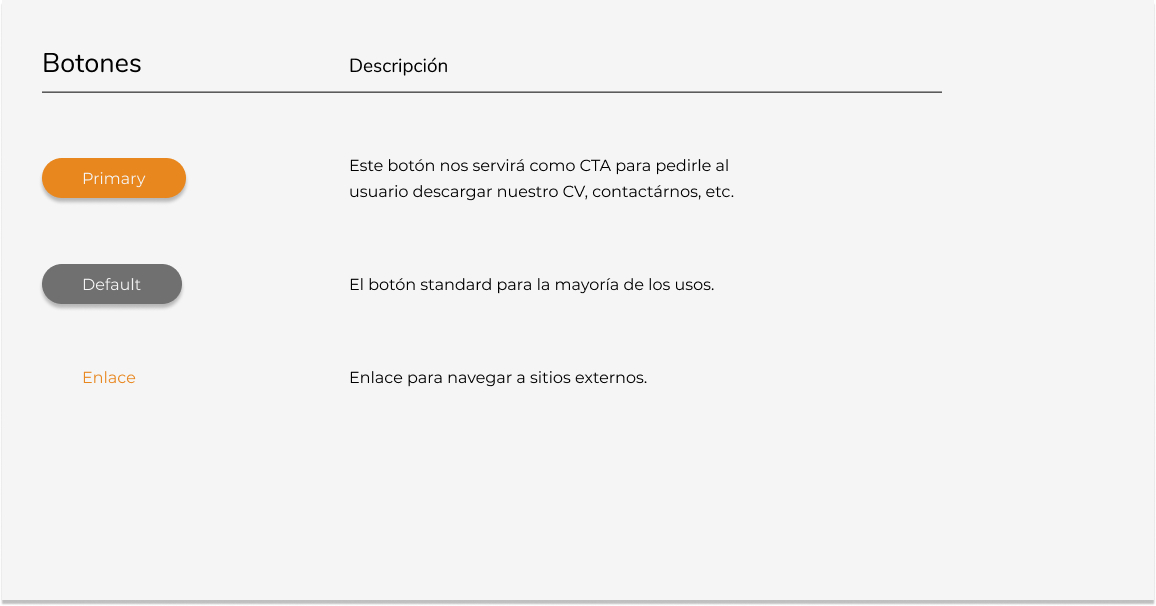 Botones
Descripción
Primary
Este botón nos servirá como CTA para pedirle al
usuario descargar nuestro CV, contactárnos, etc.
Default
El botón standard para la mayoría de los usos.
Enlace
Enlace para navegar a sitios externos.